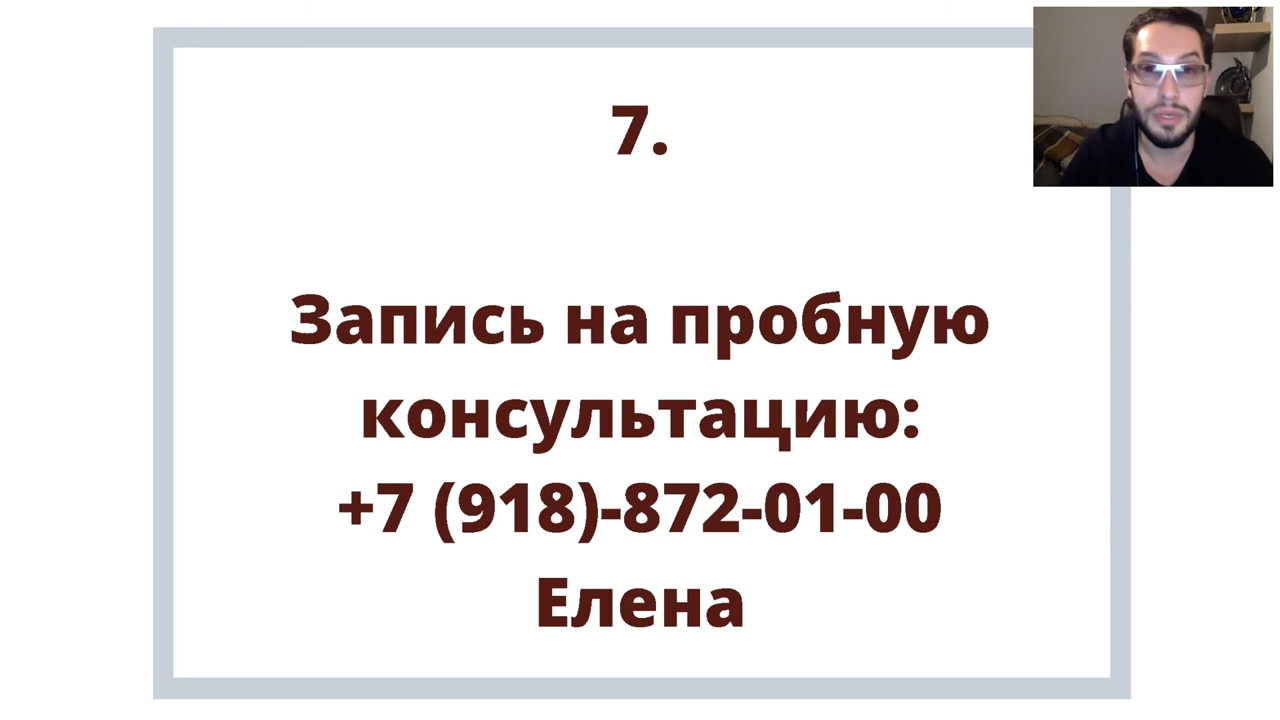 7.
Запись на пробную
консультацию:
+7 (918)-872-01-00
Елена